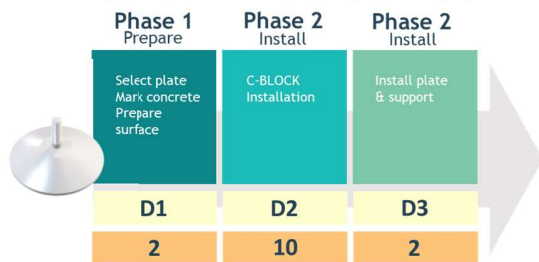 Phase 1
Prepare
Select plate
Mark concrete
Prepare
surface
D1
2
Phase 2
Install
C-BLOCK
Installation
D2
10
Phase 2
Install
Install plate
& support
D3
2